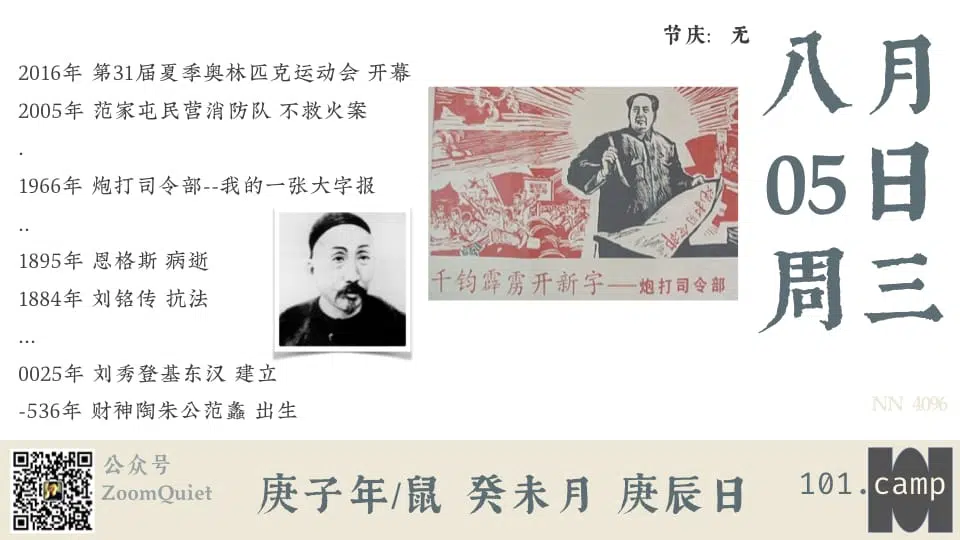 节庆: 无
八月
05日
周三
2016年 第31届夏季奥林匹克运动会 开幕
2005年 范家屯民营消防队 不救火案
.
1966年 炮打司令部--我的一张大字报
..
1895年 恩格斯 病逝
1884年 刘铭传 抗法
...
0025年 刘秀登基东汉 建立
-536年 财神陶朱公范蠡 出生
千钧霹雳开新宇——炮打司令部
NN 4096
公众号
ZoomQuiet
庚子年/鼠 癸未月 庚辰日
101.camp